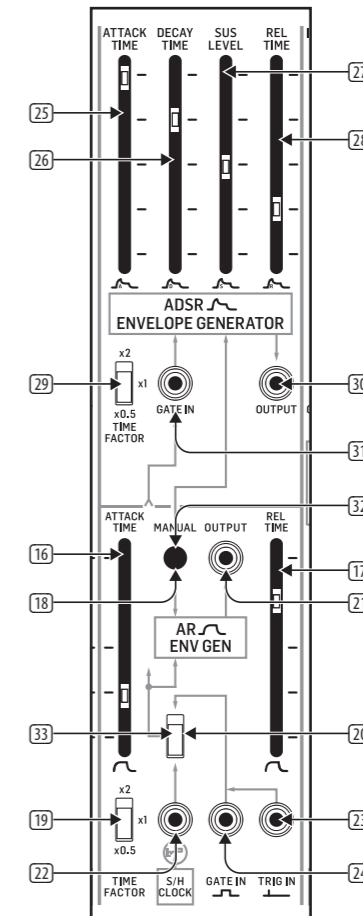 ATTACK TIME
DECAY TIME
SUS LEVEL
REL TIME
25
26
28
A
D
S
R
ADSR
ENVELOPE GENERATOR
x2
x1
x0.5
TIME FACTOR
29
GATE IN
OUTPUT
30
31
32
ATTACK TIME
MANUAL
OUTPUT
REL TIME
16
17
18
21
AR
ENV GEN
33
20
x2
x1
x0.5
19
23
22
24
TIME FACTOR
S/H CLOCK
GATE IN
TRIG IN